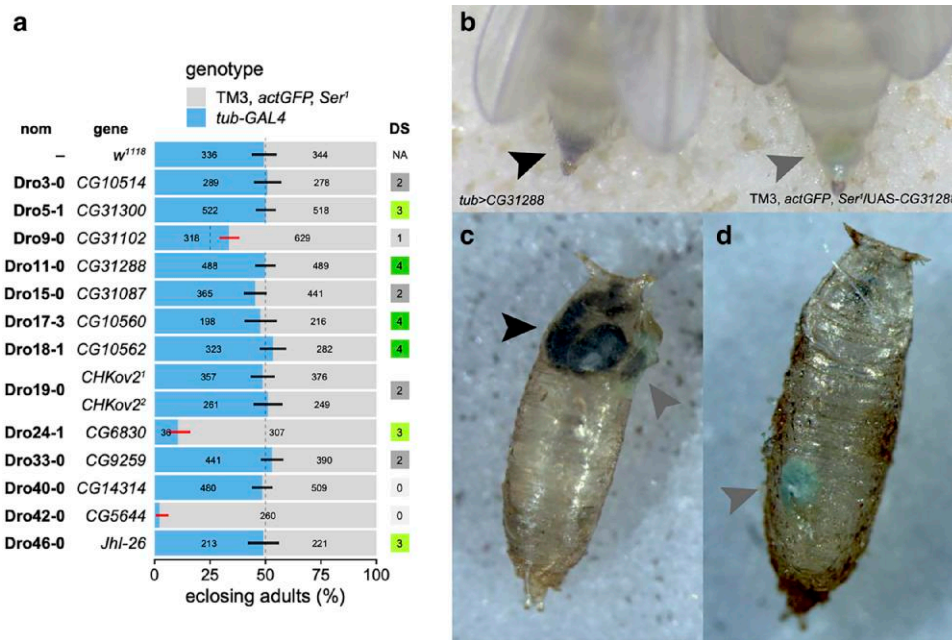 a
genotype
TM3, actGFP, Ser¹
tub-GAL4
nom gene DS
– w¹¹¹⁸ 336 344 NA
Dro3-0 CG10514 289 278 2
Dro5-1 CG31300 522 518 3
Dro9-0 CG31102 318 629 1
Dro11-0 CG31288 488 489 4
Dro15-0 CG31087 365 441 2
Dro17-3 CG10560 198 216 4
Dro18-1 CG10562 323 282 4
Dro19-0 CHKov2¹ 357 376 2
CHKov2² 261 249
Dro24-1 CG6830 36 307 3
Dro33-0 CG9259 441 390 2
Dro40-0 CG14314 480 509 0
Dro42-0 CG5644 260 0
Dro46-0 JhI-26 213 221 3
0 25 50 75 100
eclosing adults (%)
b
tub>CG31288
TM3, actGFP, Ser¹/UAS-CG31288
c
d